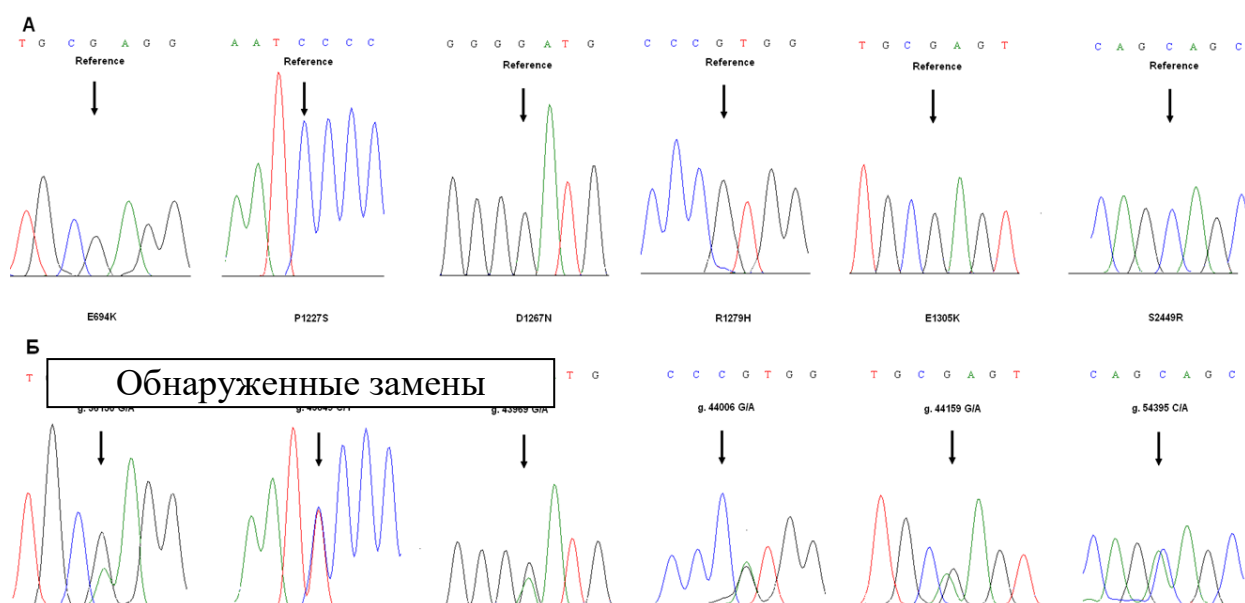 А
T G C G A G G A A T C C C C G G G G A T G C C C G T G G T G C G A G T C A G C A G C
Reference Reference Reference Reference Reference Reference
E694K P1227S D1267N R1279H E1305K S2449R
Б
T T G C C C G T G G T G C G A G T C A G C A G C
Обнаруженные замены
g. 43969 G/A g. 44006 G/A g. 44159 G/A g. 54395 C/A